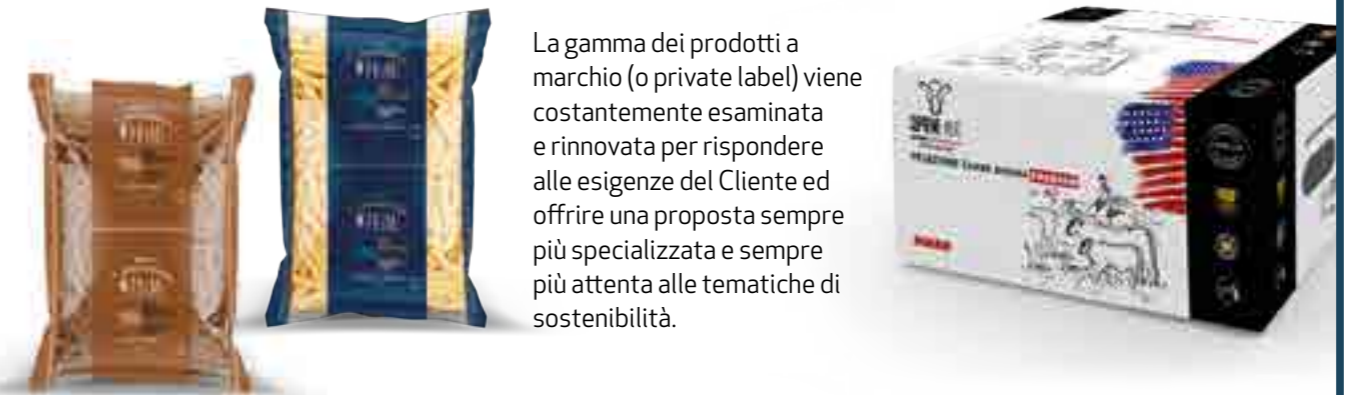 La gamma dei prodotti a
marchio (o private label) viene
costantemente esaminata
e rinnovata per rispondere
alle esigenze del Cliente ed
offrire una proposta sempre
più specializzata e sempre
più attenta alle tematiche di
sostenibilità.